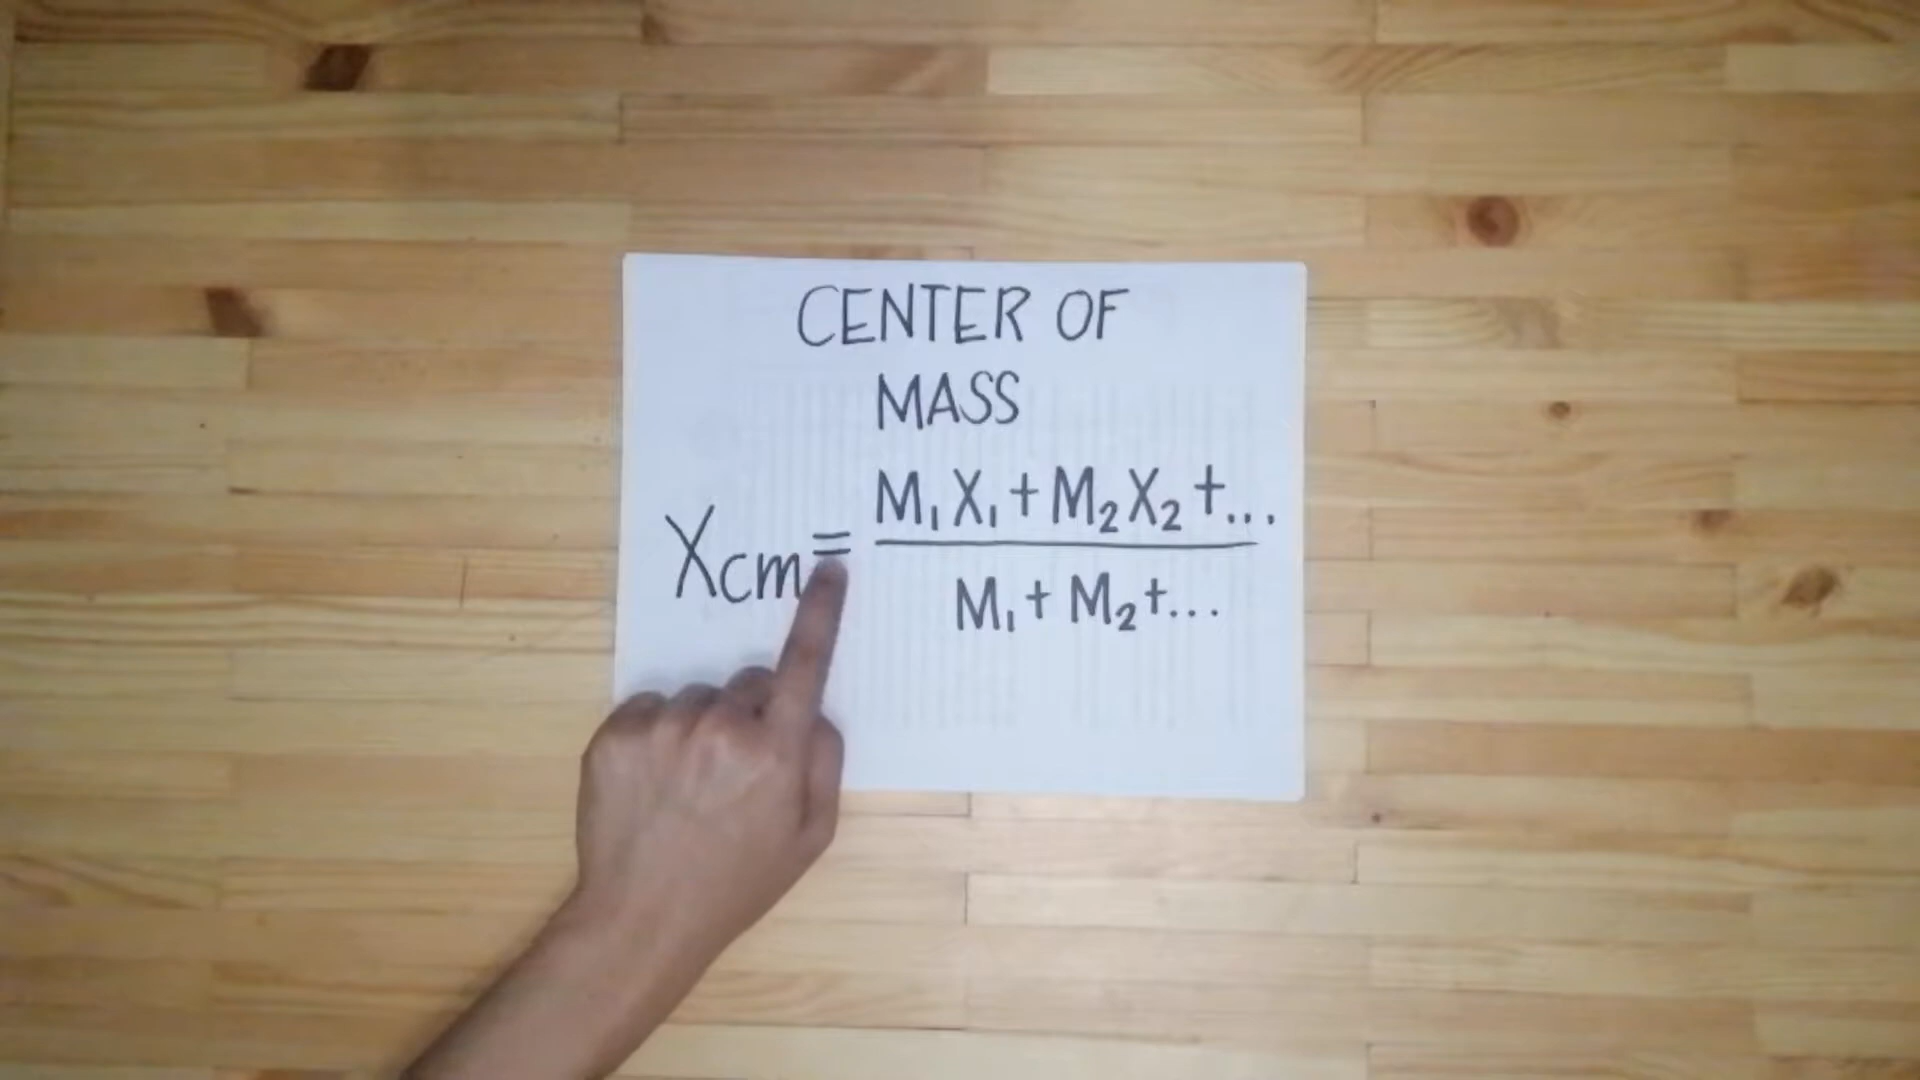 CENTER OF
MASS
Xcm = M₁X₁ + M₂X₂ +...
M₁ + M₂ +...